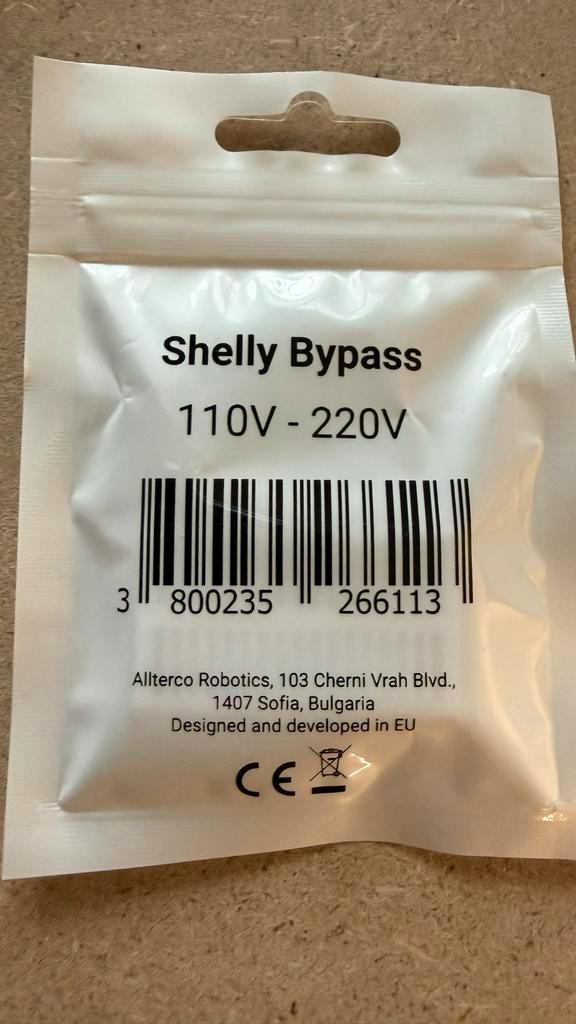 Shelly Bypass
110V - 220V
3 800235 266113
Allterco Robotics, 103 Cherni Vrah Blvd.,
1407 Sofia, Bulgaria
Designed and developed in EU
CE